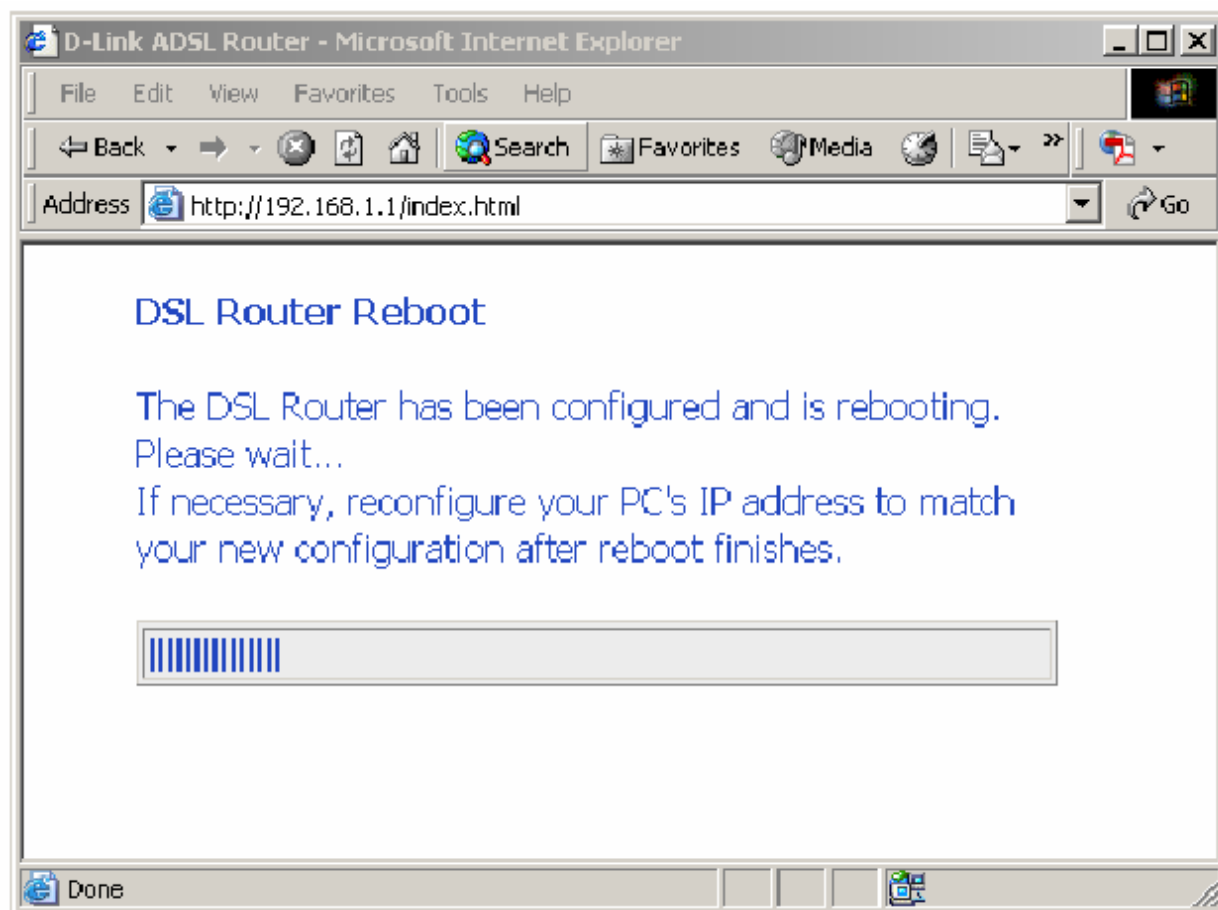 D-Link ADSL Router - Microsoft Internet Explorer
File Edit View Favorites Tools Help
Back Search Favorites Media »
Address http://192.168.1.1/index.html Go
DSL Router Reboot
The DSL Router has been configured and is rebooting.
Please wait...
If necessary, reconfigure your PC's IP address to match
your new configuration after reboot finishes.
Done